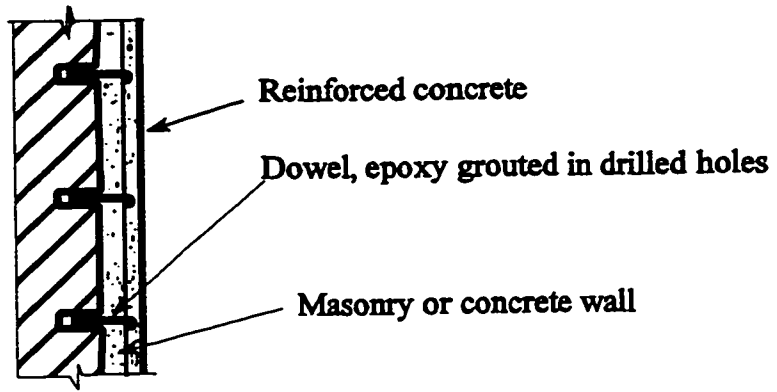 Reinforced concrete
Dowel, epoxy grouted in drilled holes
Masonry or concrete wall